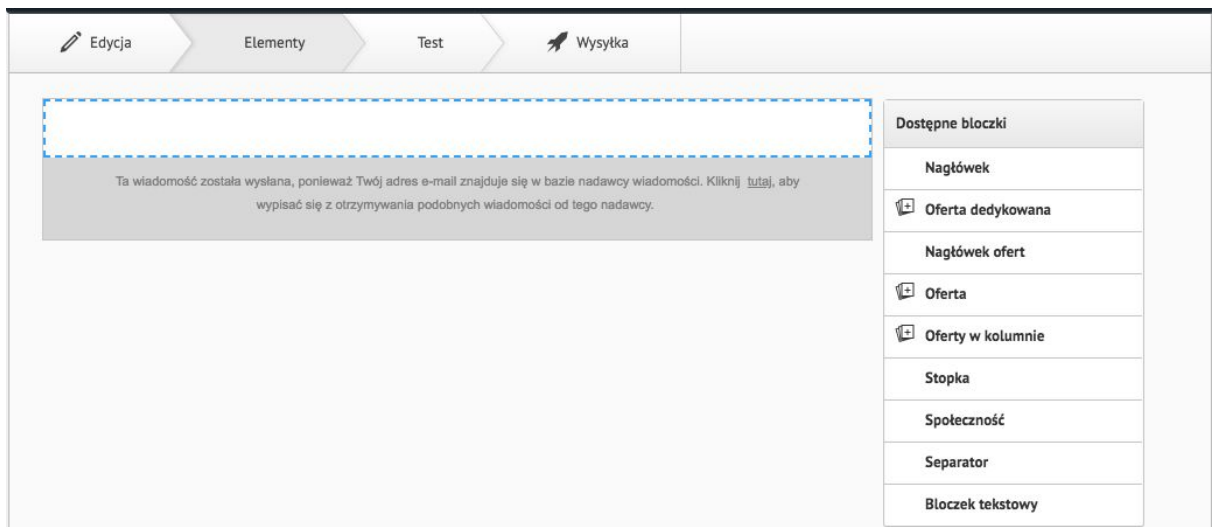 Edycja Elementy Test Wysyłka
Ta wiadomość została wysłana, ponieważ Twój adres e-mail znajduje się w bazie nadawcy wiadomości. Kliknij tutaj, aby
wypisać się z otrzymywania podobnych wiadomości od tego nadawcy.
Dostępne bloczki
Nagłówek
Oferta dedykowana
Nagłówek ofert
Oferta
Oferty w kolumnie
Stopka
Społeczność
Separator
Bloczek tekstowy